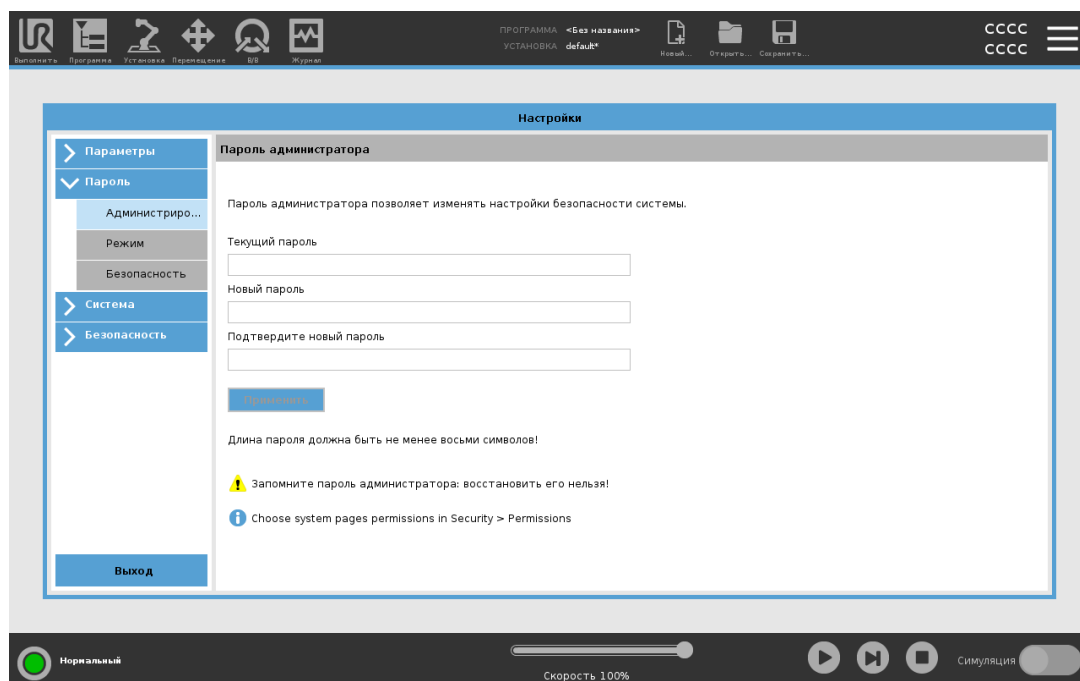 UR
ПРОГРАММА <Без названия>
УСТАНОВКА default*
Выполнить Программа Установка Перемещение В/В Журнал
Новый... Открыть... Сохранить...
CCCC
CCCC
Настройки
Параметры
Пароль
Администриро...
Режим
Безопасность
Система
Безопасность
Выход
Пароль администратора
Пароль администратора позволяет изменять настройки безопасности системы.
Текущий пароль
Новый пароль
Подтвердите новый пароль
Применить
Длина пароля должна быть не менее восьми символов!
Запомните пароль администратора: восстановить его нельзя!
Choose system pages permissions in Security > Permissions
Нормальный
Скорость 100%
Симуляция